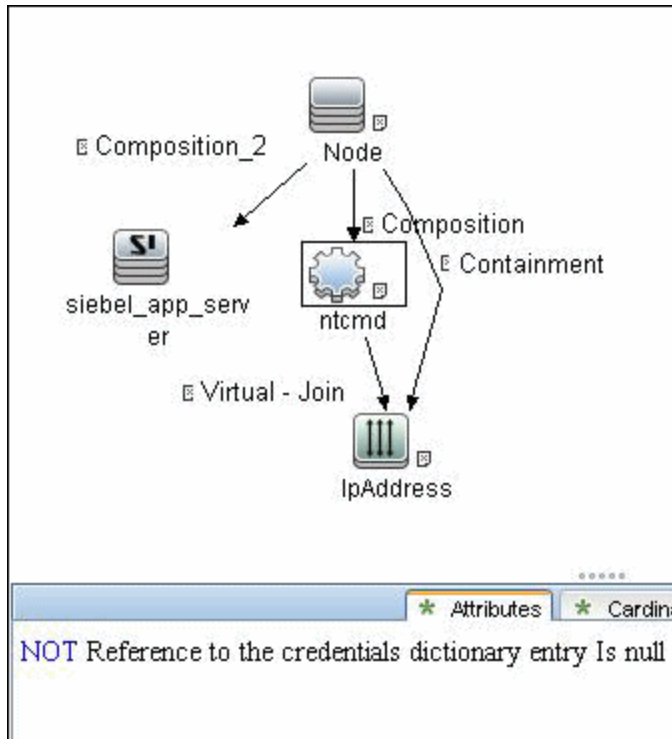 Node
Composition_2
Composition
Containment
SI
siebel_app_serv
er
ntcmd
Virtual - Join
IpAddress
* Attributes
* Cardina
NOT Reference to the credentials dictionary entry Is null